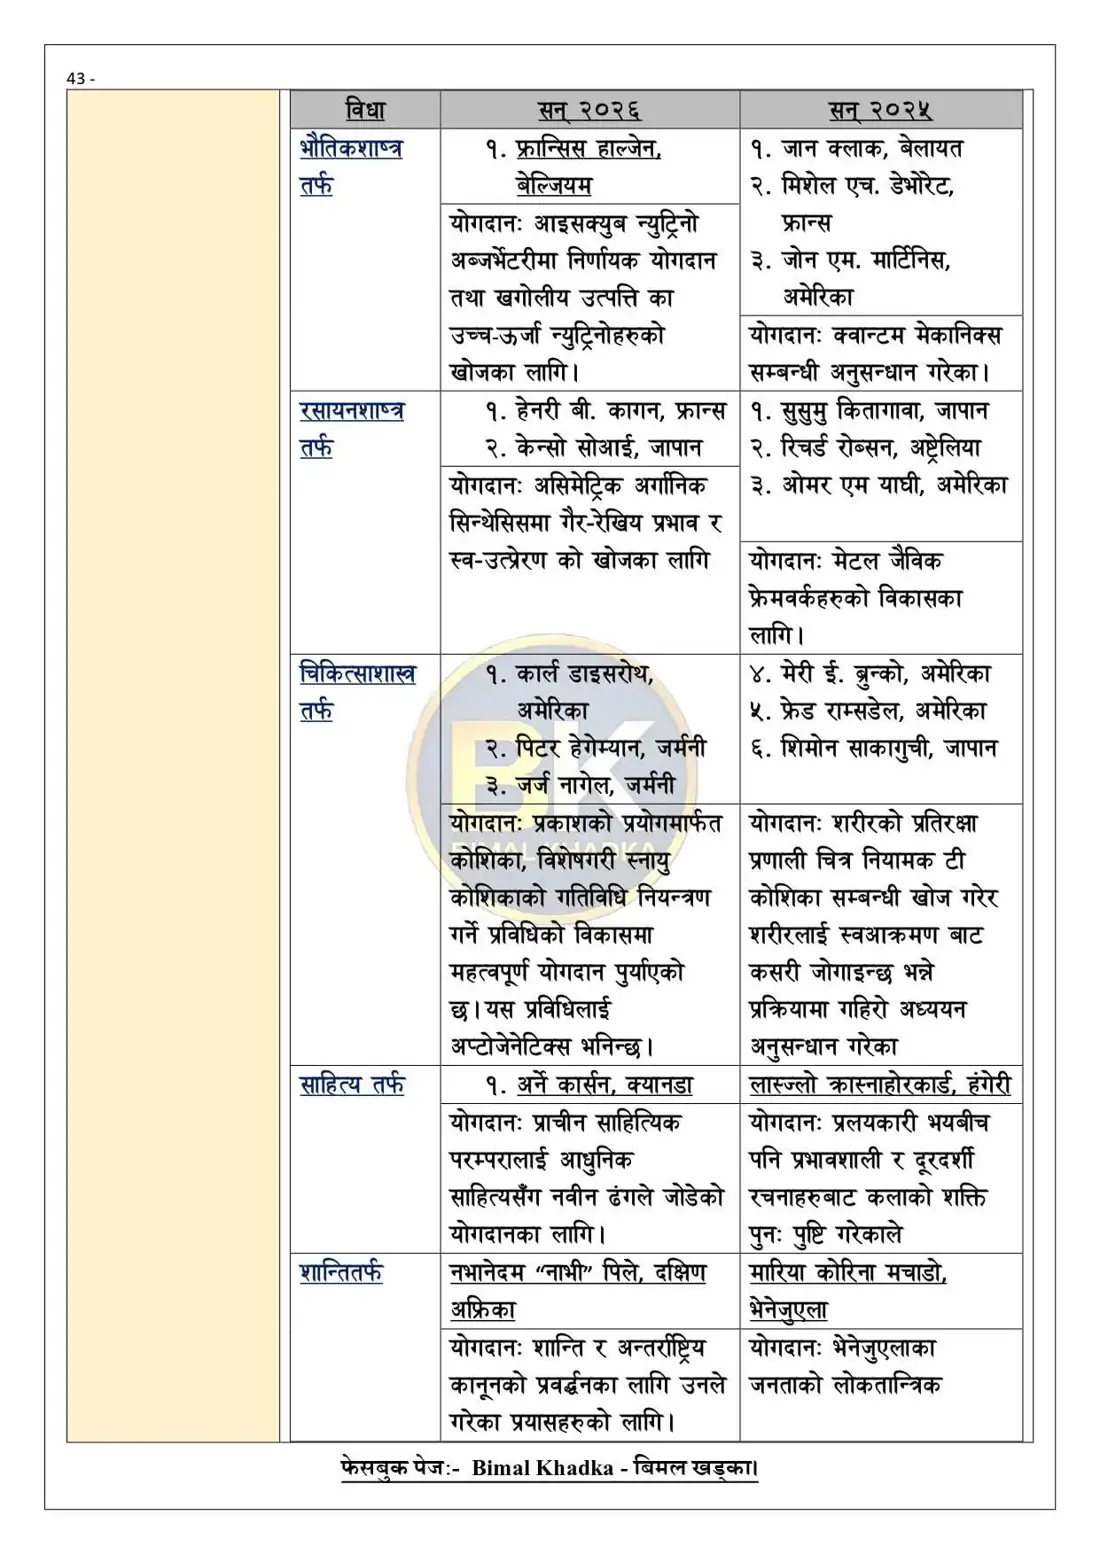 43 -
विधा
सन् २०२६
सन् २०२५
भौतिकशाष्त्र
तर्फ
१. फ्रान्सिस हाल्जेन,
बेल्जियम
योगदानः आइसक्युब न्युट्रिनो
अब्जर्भेटरीमा निर्णायक योगदान
तथा खगोलीय उत्पत्ति का
उच्च-ऊर्जा न्युट्रिनोहरुको
खोजका लागि।
१. जान क्लाक, बेलायत
२. मिशेल एच. डेभोरेट,
फ्रान्स
३. जोन एम. मार्टिनिस,
अमेरिका
योगदानः क्वान्टम मेकानिक्स
सम्बन्धी अनुसन्धान गरेका।
रसायनशाष्त्र
तर्फ
१. हेनरी बी. कागन, फ्रान्स
२. केन्सो सोआई, जापान
योगदानः असिमेट्रिक अर्गानिक
सिन्थेसिसमा गैर-रेखिय प्रभाव र
स्व-उत्प्रेरण को खोजका लागि
१. सुसुमु कितागावा, जापान
२. रिचर्ड रोब्सन, अष्ट्रेलिया
३. ओमर एम याघी, अमेरिका
योगदानः मेटल जैविक
फ्रेमवर्कहरुको विकासका
लागि।
चिकित्साशास्त्र
तर्फ
१. कार्ल डाइसरोथ,
अमेरिका
२. पिटर हेगेम्यान, जर्मनी
३. जर्ज नागेल, जर्मनी
योगदानः प्रकाशको प्रयोगमार्फत
कोशिका, विशेषगरी स्नायु
कोशिकाको गतिविधि नियन्त्रण
गर्ने प्रविधिको विकासमा
महत्वपूर्ण योगदान पुर्याएको
छ। यस प्रविधिलाई
अप्टोजेनेटिक्स भनिन्छ।
४. मेरी ई. ब्रुन्को, अमेरिका
५. फ्रेड राम्सडेल, अमेरिका
६. शिमोन साकागुची, जापान
योगदानः शरीरको प्रतिरक्षा
प्रणाली चित्र नियामक टी
कोशिका सम्बन्धी खोज गरेर
शरीरलाई स्वआक्रमण बाट
कसरी जोगाइन्छ भन्ने
प्रक्रियामा गहिरो अध्ययन
अनुसन्धान गरेका
साहित्य तर्फ
१. अर्ने कार्सन, क्यानडा
योगदानः प्राचीन साहित्यिक
परम्परालाई आधुनिक
साहित्यसँग नवीन ढंगले जोडेको
योगदानका लागि।
लास्ज्लो क्रास्नाहोरकार्ड, हंगेरी
योगदानः प्रलयकारी भयबीच
पनि प्रभावशाली र दूरदर्शी
रचनाहरुबाट कलाको शक्ति
पुनः पुष्टि गरेकाले
शान्तितर्फ
नभानेदम “नाभी” पिले, दक्षिण
अफ्रिका
योगदानः शान्ति र अन्तर्राष्ट्रिय
कानूनको प्रवर्द्धनका लागि उनले
गरेका प्रयासहरुको लागि।
मारिया कोरिना मचाडो,
भेनेजुएला
योगदानः भेनेजुएलाका
जनताको लोकतान्त्रिक
BK
BIMAL KHADKA
फेसबुक पेजः- Bimal Khadka - बिमल खड्का।